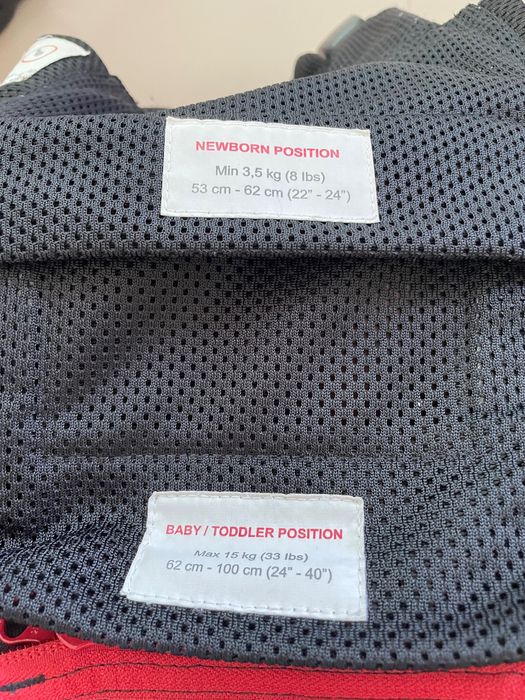 NEWBORN POSITION
Min 3,5 kg (8 lbs)
53 cm - 62 cm (22" - 24")
BABY / TODDLER POSITION
Max 15 kg (33 lbs)
62 cm - 100 cm (24" - 40")